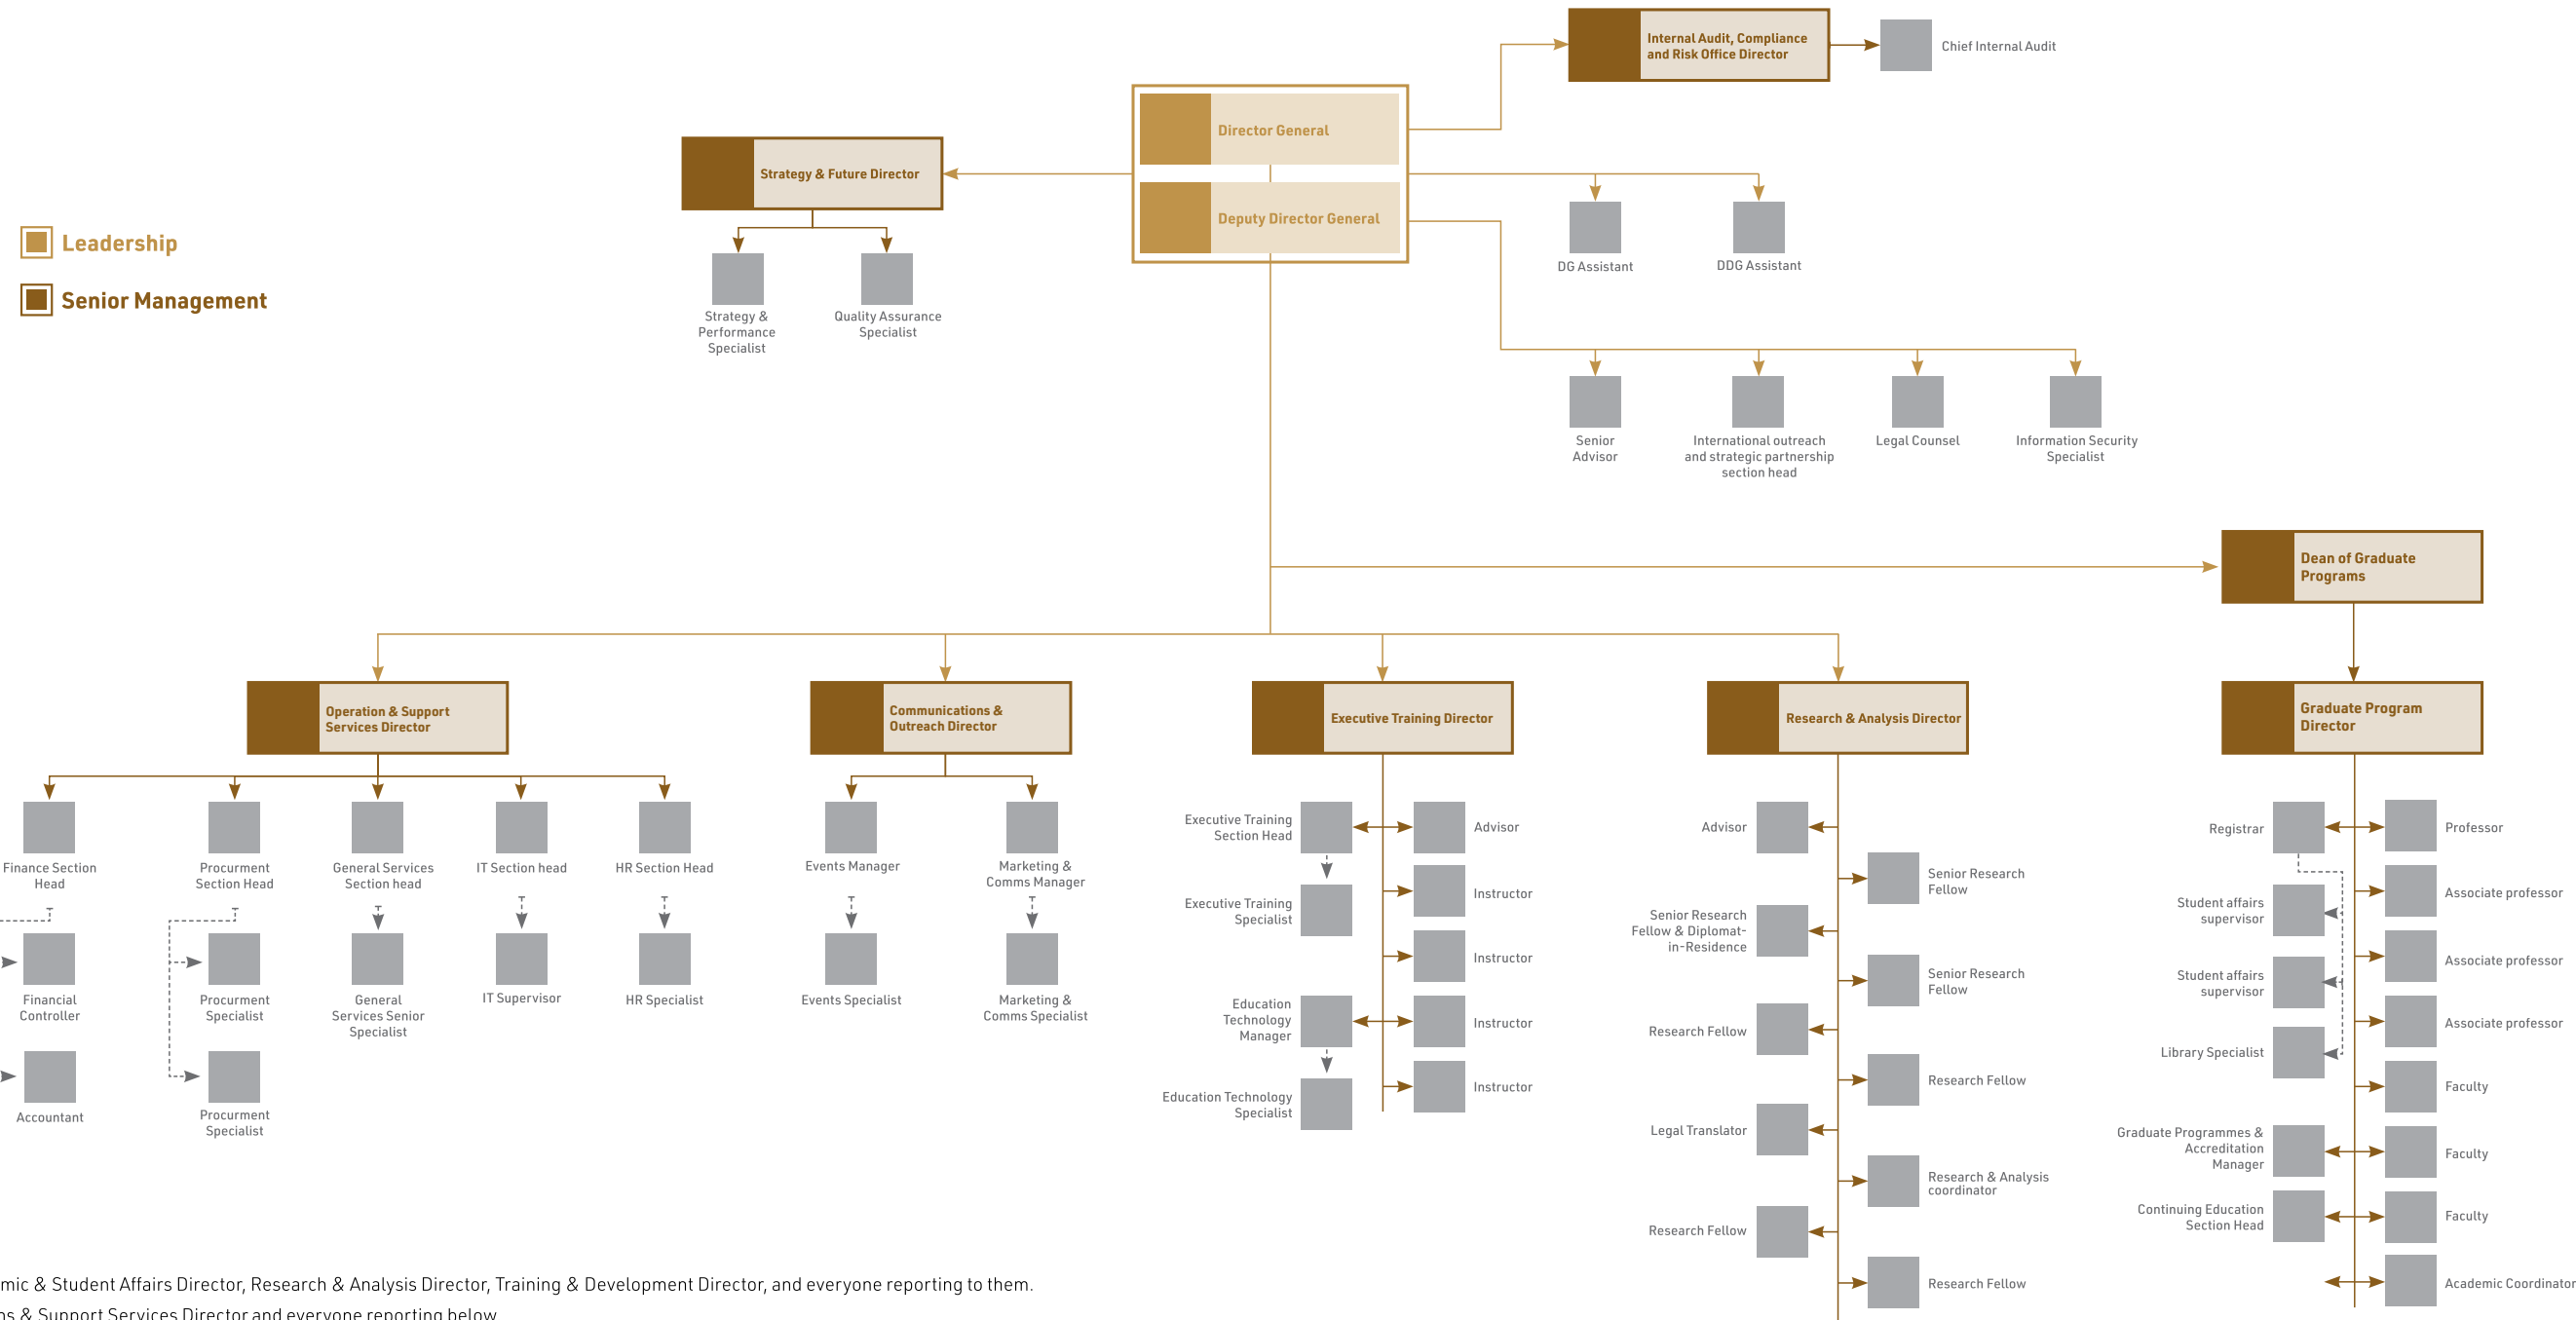 Internal Audit, Compliance
and Risk Office Director
Chief Internal Audit
Director General
Strategy & Future Director
Deputy Director General
Leadership
Senior Management
DG Assistant
DDG Assistant
Strategy &
Performance
Specialist
Quality Assurance
Specialist
Senior
Advisor
International outreach
and strategic partnership
section head
Legal Counsel
Information Security
Specialist
Dean of Graduate
Programs
Operation & Support
Services Director
Communications &
Outreach Director
Executive Training Director
Research & Analysis Director
Graduate Program
Director
Finance Section
Head
Procurment
Section Head
General Services
Section head
IT Section head
HR Section Head
Events Manager
Marketing &
Comms Manager
Financial
Controller
Procurment
Specialist
General
Services Senior
Specialist
IT Supervisor
HR Specialist
Events Specialist
Marketing &
Comms Specialist
Accountant
Procurment
Specialist
Executive Training
Section Head
Advisor
Instructor
Executive Training
Specialist
Instructor
Education
Technology
Manager
Instructor
Education Technology
Specialist
Instructor
Advisor
Senior Research
Fellow
Senior Research
Fellow & Diplomat-
in-Residence
Senior Research
Fellow
Research Fellow
Research Fellow
Legal Translator
Research & Analysis
coordinator
Research Fellow
Research Fellow
Registrar
Professor
Student affairs
supervisor
Associate professor
Associate professor
Student affairs
supervisor
Associate professor
Library Specialist
Faculty
Graduate Programmes &
Accreditation
Manager
Faculty
Continuing Education
Section Head
Faculty
Academic Coordinator
mic & Student Affairs Director, Research & Analysis Director, Training & Development Director, and everyone reporting to them.
ns & Support Services Director and everyone reporting below